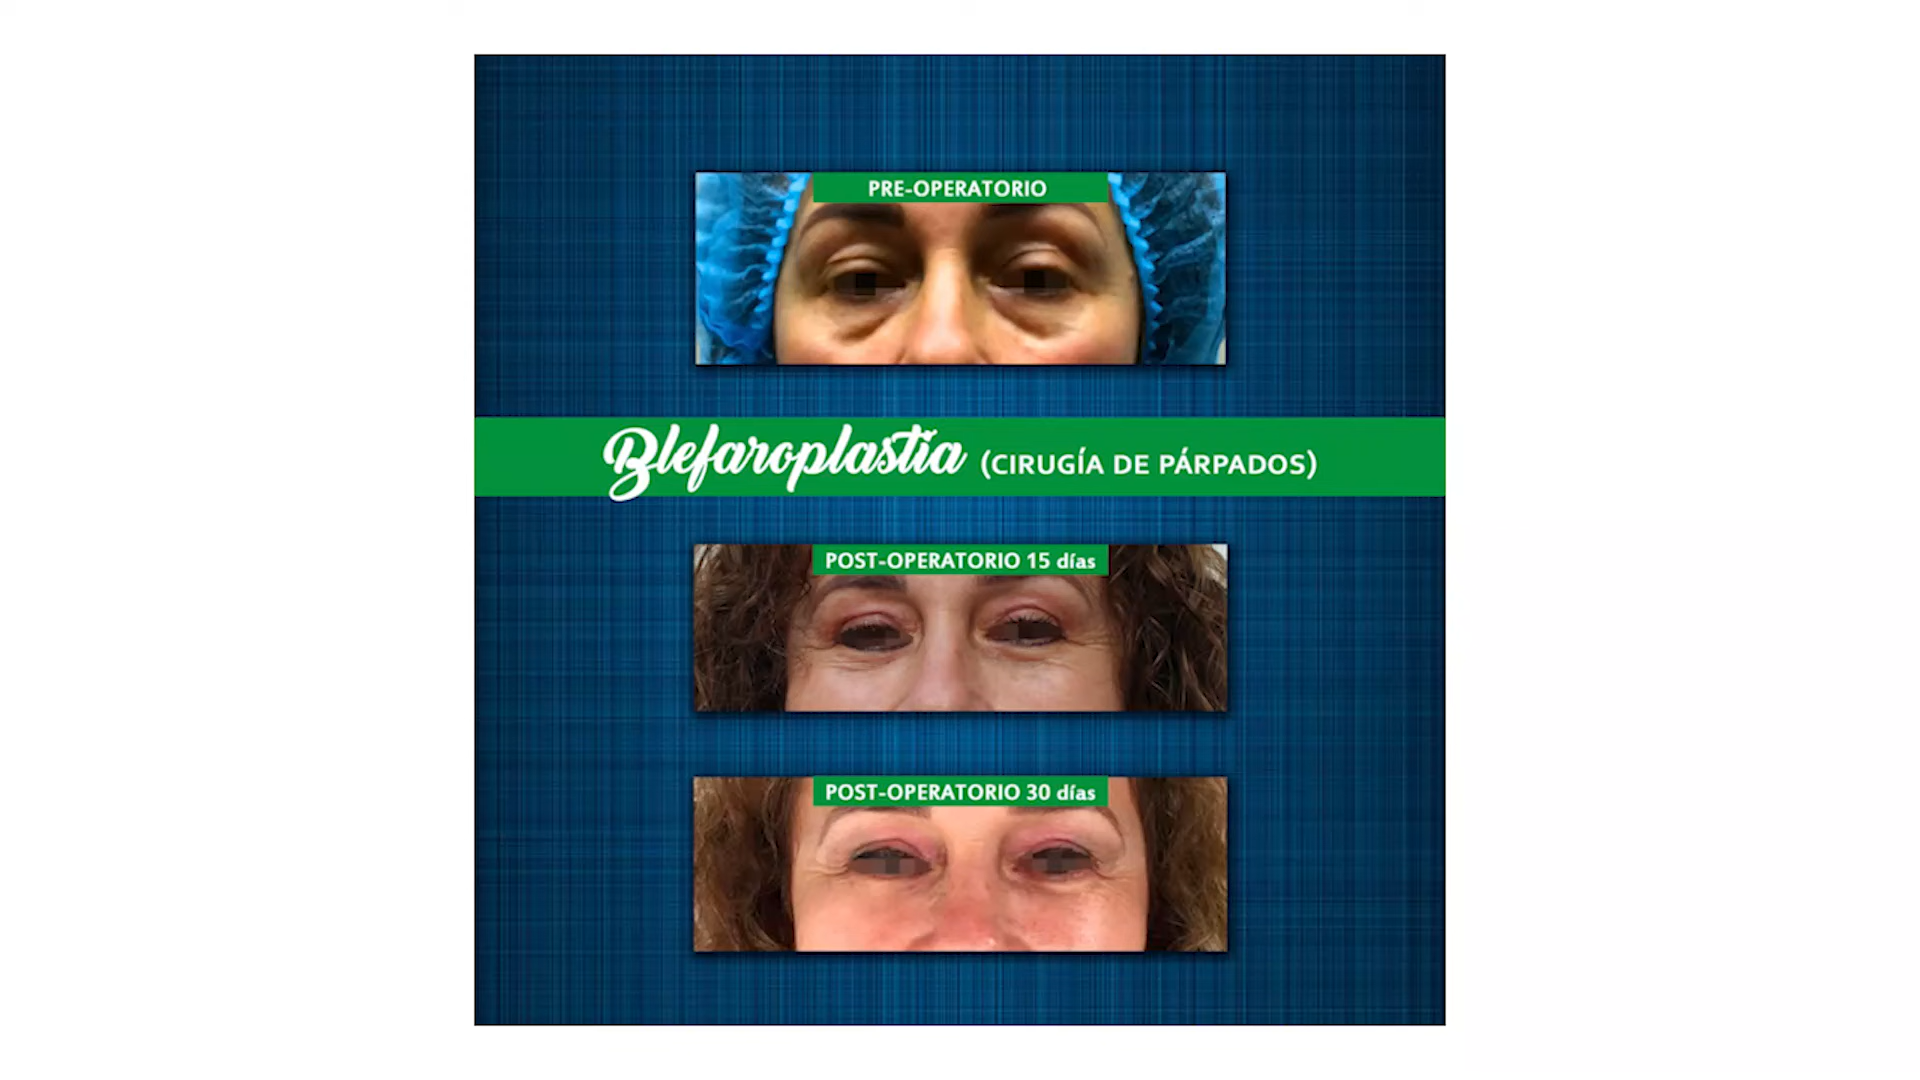 PRE-OPERATORIO
Blefaroplastia (CIRUGÍA DE PÁRPADOS)
POST-OPERATORIO 15 días
POST-OPERATORIO 30 días